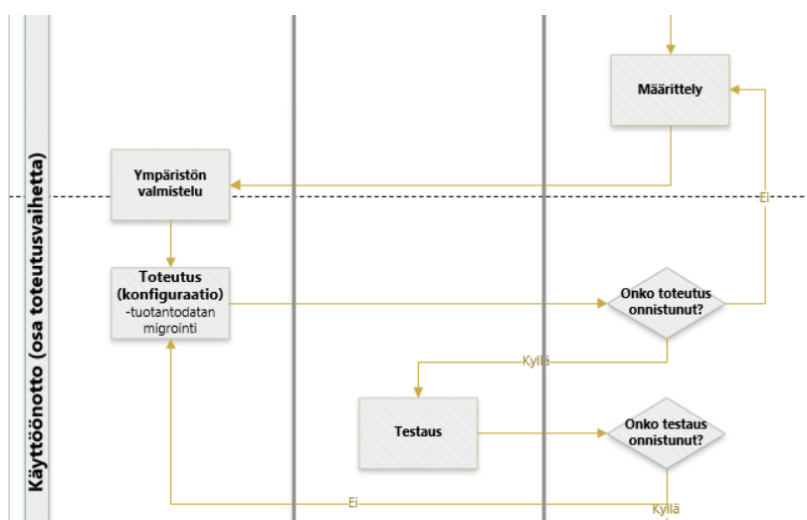 Käyttöönotto (osa toteutusvaihetta)
Määrittely
Ympäristön
valmistelu
Ei
Toteutus
(konfiguraatio)
-tuotantodatan
migrointi
Onko toteutus
onnistunut?
Kyllä
Testaus
Onko testaus
onnistunut?
Ei
Kyllä